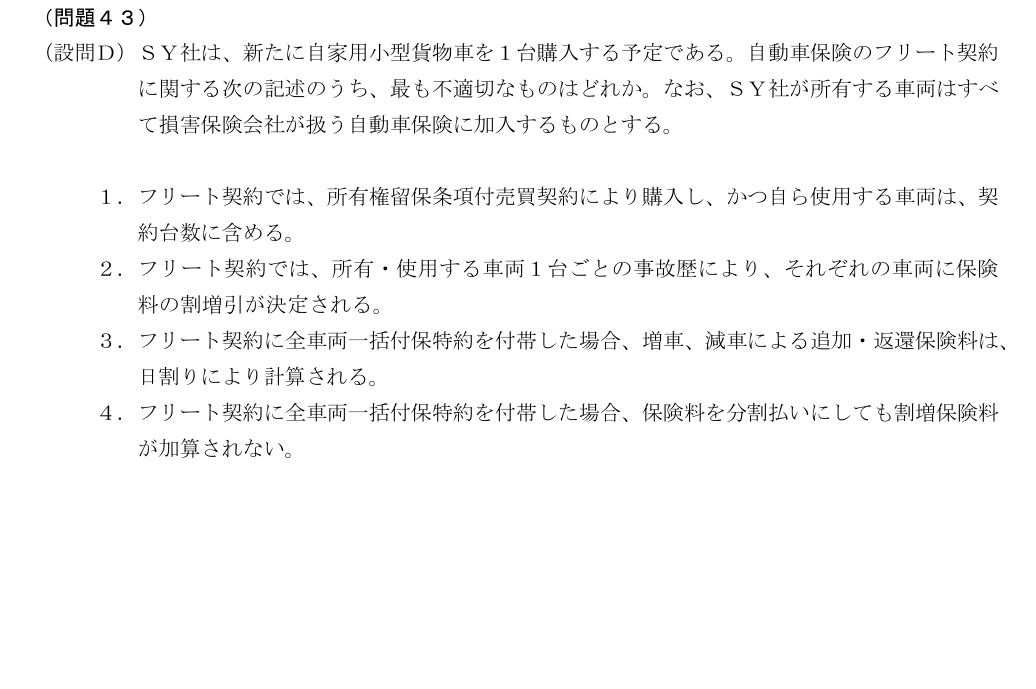 （問題４３）
（設問Ｄ）ＳＹ社は、新たに自家用小型貨物車を１台購入する予定である。自動車保険のフリート契約
に関する次の記述のうち、最も不適切なものはどれか。なお、ＳＹ社が所有する車両はすべ
て損害保険会社が扱う自動車保険に加入するものとする。
１．フリート契約では、所有権留保条項付売買契約により購入し、かつ自ら使用する車両は、契
約台数に含める。
２．フリート契約では、所有・使用する車両１台ごとの事故歴により、それぞれの車両に保険
料の割増引が決定される。
３．フリート契約に全車両一括付保特約を付帯した場合、増車、減車による追加・返還保険料は、
日割りにより計算される。
４．フリート契約に全車両一括付保特約を付帯した場合、保険料を分割払いにしても割増保険料
が加算されない。